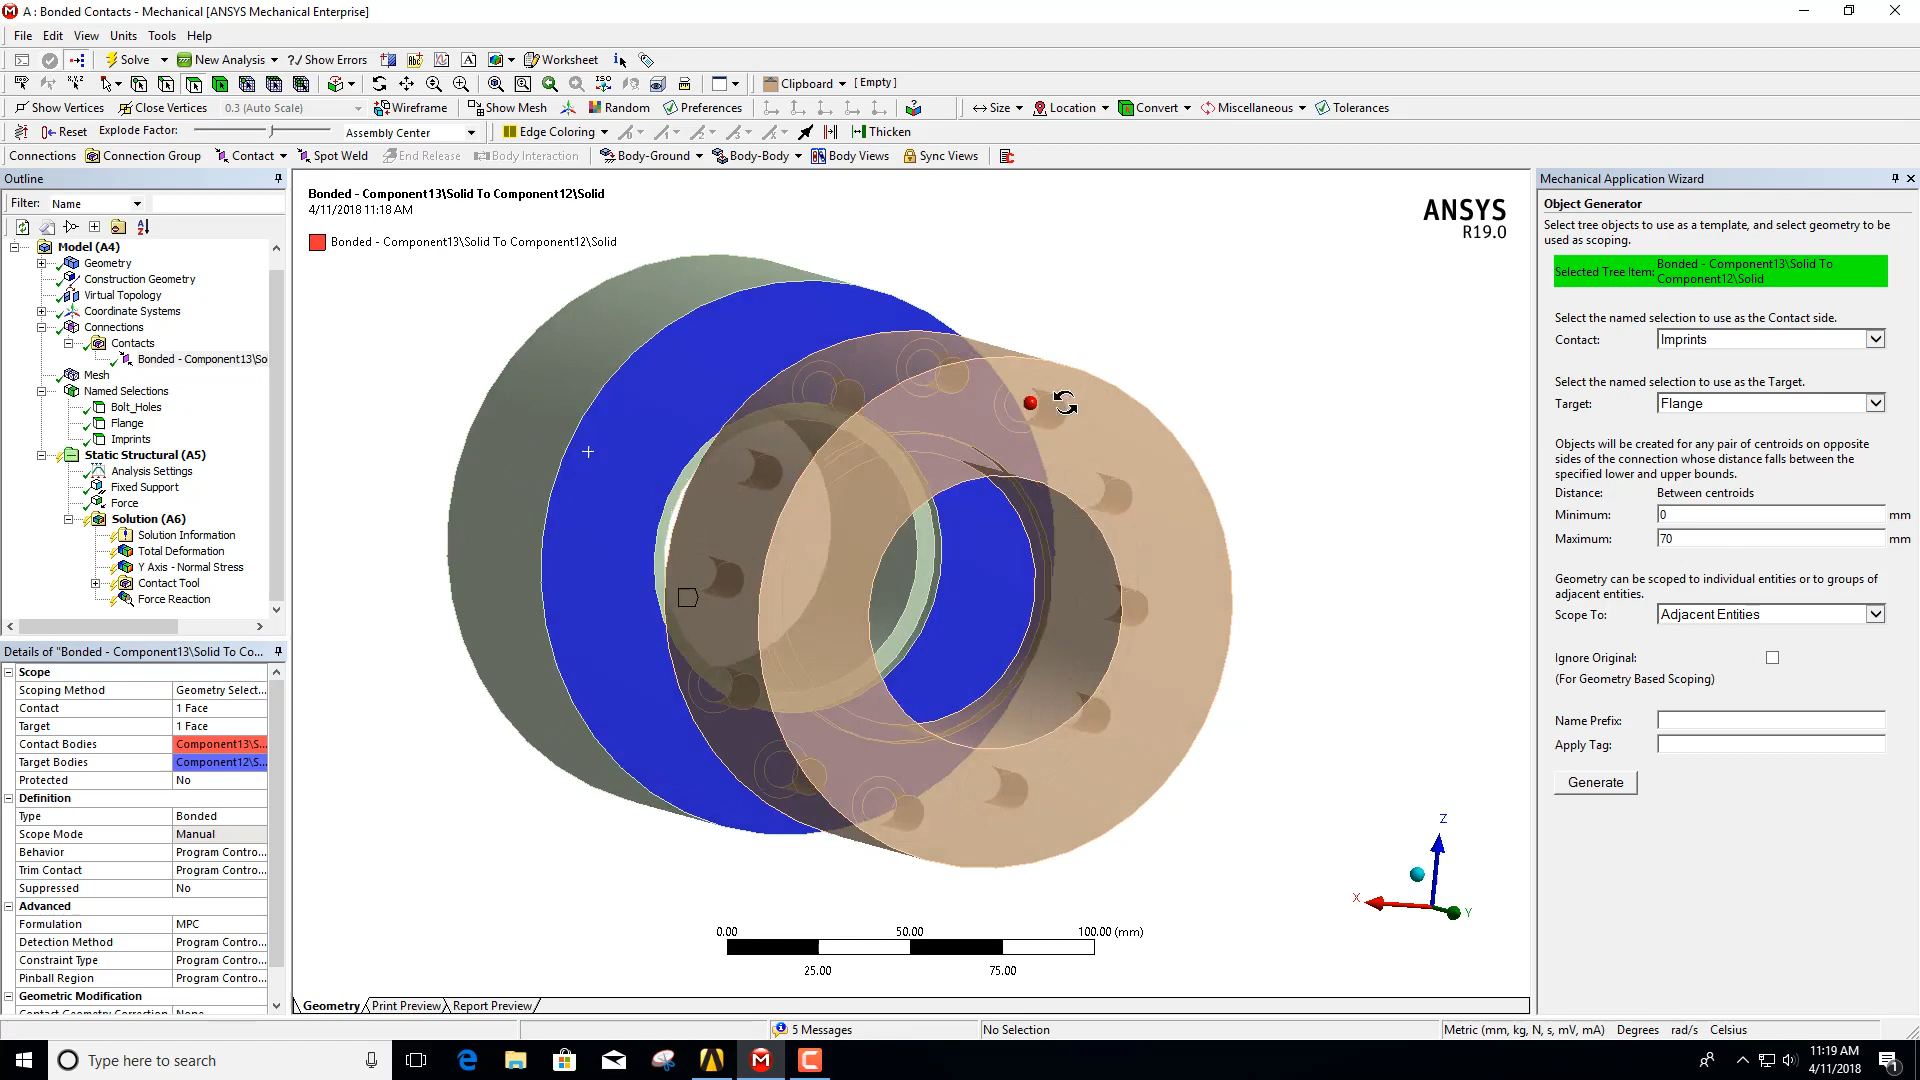 A : Bonded Contacts - Mechanical [ANSYS Mechanical Enterprise]
File Edit View Units Tools Help
Solve New Analysis ?/ Show Errors Worksheet
Clipboard [ Empty ]
Show Vertices Close Vertices 0.3 (Auto Scale) Wireframe Show Mesh Random Preferences Size Location Convert Miscellaneous Tolerances
Reset Explode Factor: Assembly Center Edge Coloring Thicken
Connections Connection Group Contact Spot Weld End Release Body Interaction Body-Ground Body-Body Body Views Sync Views
Outline
Filter: Name
Model (A4)
Geometry
Construction Geometry
Virtual Topology
Coordinate Systems
Connections
Contacts
Bonded - Component13\So
Mesh
Named Selections
Bolt_Holes
Flange
Imprints
Static Structural (A5)
Analysis Settings
Fixed Support
Force
Solution (A6)
Solution Information
Total Deformation
Y Axis - Normal Stress
Contact Tool
Force Reaction
Details of "Bonded - Component13\Solid To Co...
Scope
Scoping Method Geometry Select...
Contact 1 Face
Target 1 Face
Contact Bodies Component13\S...
Target Bodies Component12\S...
Protected No
Definition
Type Bonded
Scope Mode Manual
Behavior Program Contro...
Trim Contact Program Contro...
Suppressed No
Advanced
Formulation MPC
Detection Method Program Contro...
Constraint Type Program Contro...
Pinball Region Program Contro...
Geometric Modification
Bonded - Component13\Solid To Component12\Solid
4/11/2018 11:18 AM
Bonded - Component13\Solid To Component12\Solid
ANSYS
R19.0
Z
X
Y
0.00 50.00 100.00 (mm)
25.00 75.00
Geometry Print Preview Report Preview
Mechanical Application Wizard
Object Generator
Select tree objects to use as a template, and select geometry to be
used as scoping.
Selected Tree Item: Bonded - Component13\Solid To
Component12\Solid
Select the named selection to use as the Contact side.
Contact: Imprints
Select the named selection to use as the Target.
Target: Flange
Objects will be created for any pair of centroids on opposite
sides of the connection whose distance falls between the
specified lower and upper bounds.
Distance: Between centroids
Minimum: 0 mm
Maximum: 70 mm
Geometry can be scoped to individual entities or to groups of
adjacent entities.
Scope To: Adjacent Entities
Ignore Original:
(For Geometry Based Scoping)
Name Prefix:
Apply Tag:
Generate
5 Messages No Selection Metric (mm, kg, N, s, mV, mA) Degrees rad/s Celsius
Type here to search
11:19 AM
4/11/2018
1